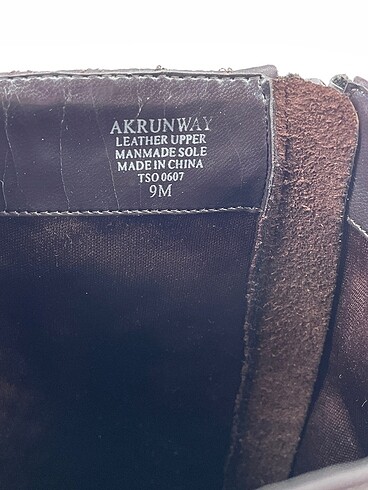 AKRUNWAY
LEATHER UPPER
MANMADE SOLE
MADE IN CHINA
TSO 0607
9M